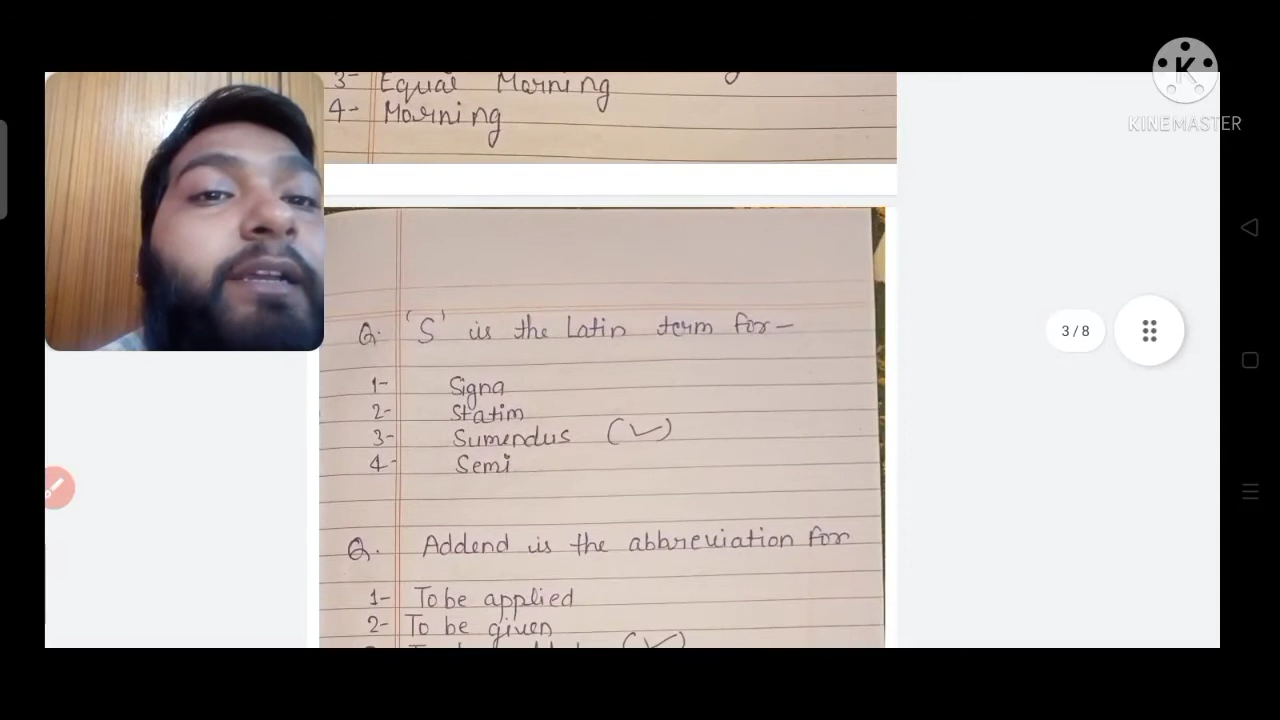 3- Equal Morning
4- Morning
KINEMASTER
Q. 'S' is the Latin term for-
1- Signa
2- Statim
3- Sumendus (✓)
4- Semi
3/8
Q. Addend is the abbreviation for
1- To be applied
2- To be given